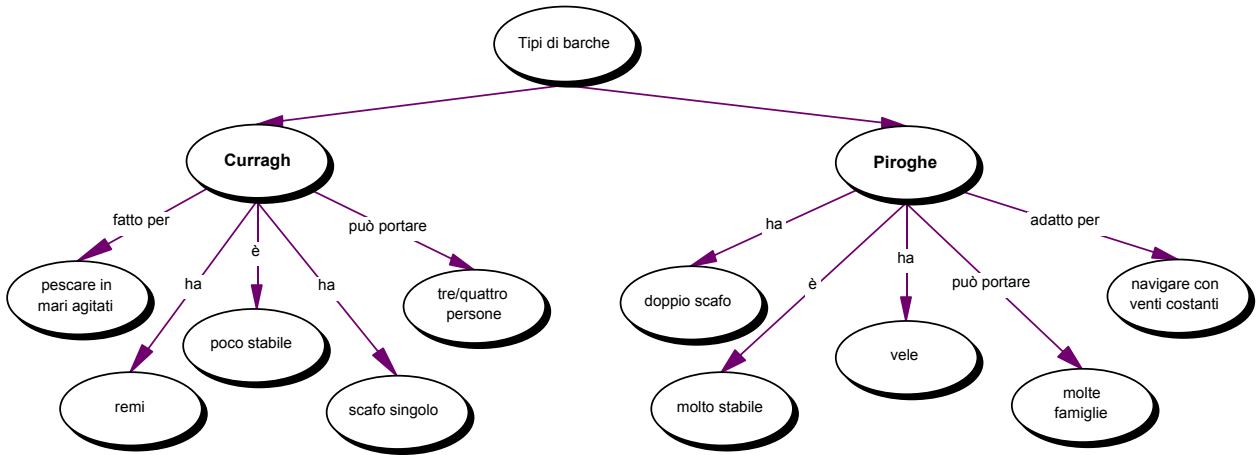 Tipi di barche
Curragh
Piroghe
fatto per
ha
è
ha
può portare
ha
è
ha
può portare
adatto per
pescare in
mari agitati
remi
poco stabile
scafo singolo
tre/quattro
persone
doppio scafo
molto stabile
vele
molte
famiglie
navigare con
venti costanti